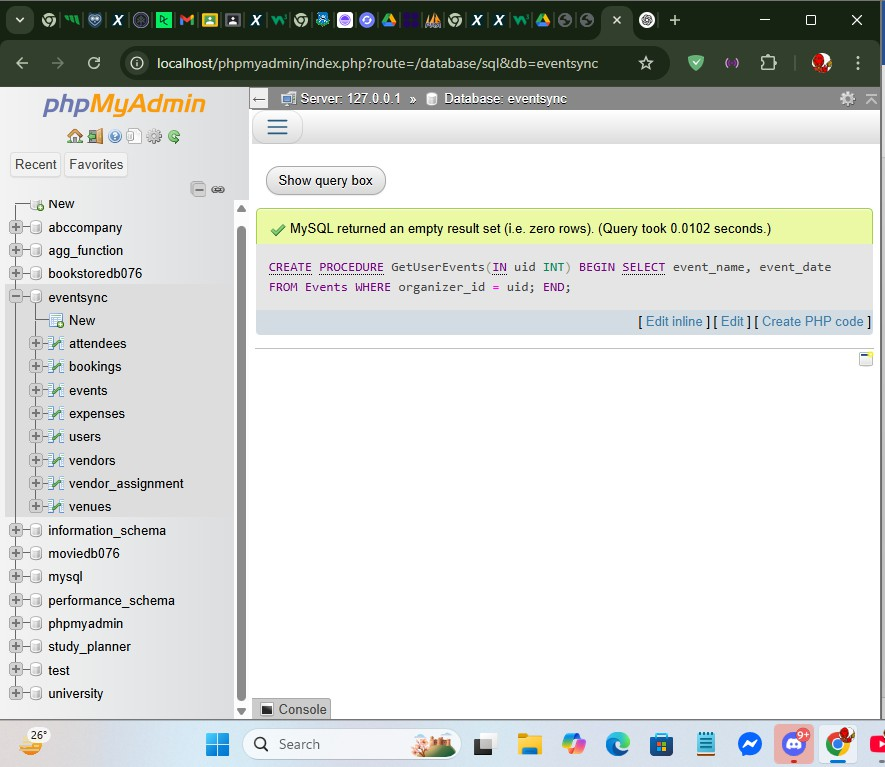 localhost/phpmyadmin/index.php?route=/database/sql&db=eventsync
phpMyAdmin
Recent Favorites
New
abccompany
agg_function
bookstoredb076
eventsync
New
attendees
bookings
events
expenses
users
vendors
vendor_assignment
venues
information_schema
moviedb076
mysql
performance_schema
phpmyadmin
study_planner
test
university
Server: 127.0.0.1 » Database: eventsync
Show query box
MySQL returned an empty result set (i.e. zero rows). (Query took 0.0102 seconds.)
CREATE PROCEDURE GetUserEvents(IN uid INT) BEGIN SELECT event_name, event_date
FROM Events WHERE organizer_id = uid; END;
[ Edit inline ] [ Edit ] [ Create PHP code ]
Console
26°
Search
9+